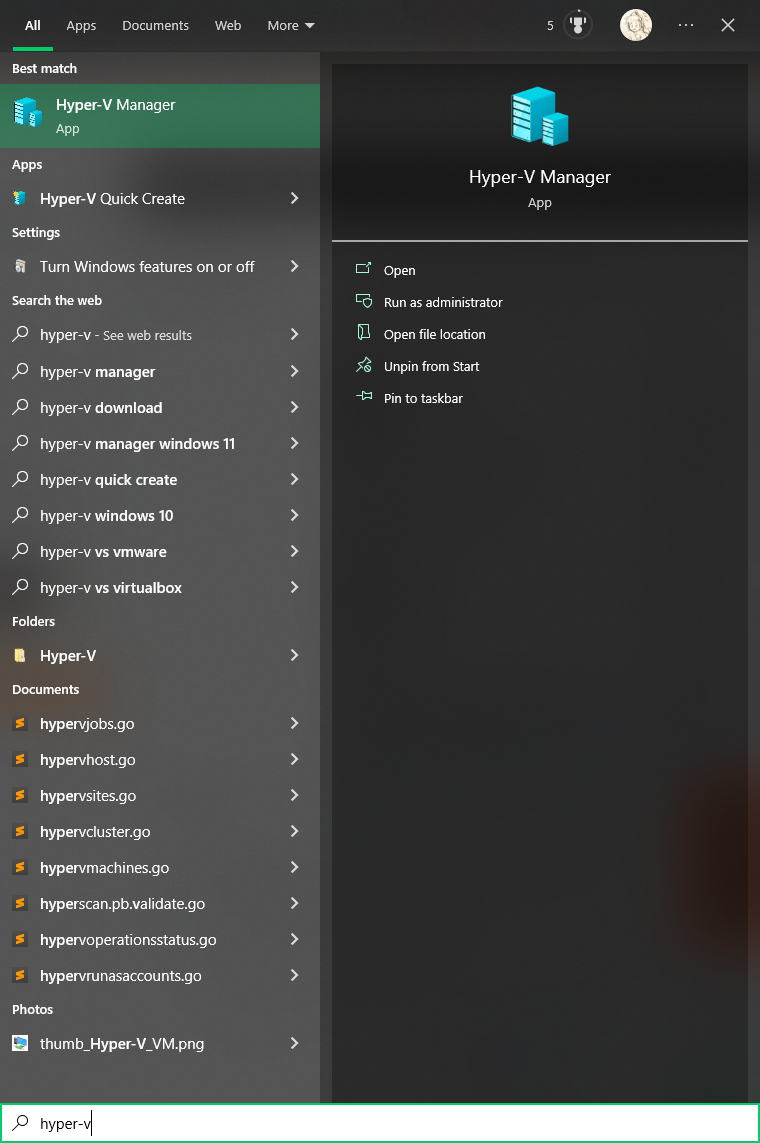 All Apps Documents Web More 5 ...
Best match
Hyper-V Manager
App
Apps
Hyper-V Quick Create
Settings
Turn Windows features on or off
Search the web
hyper-v - See web results
hyper-v manager
hyper-v download
hyper-v manager windows 11
hyper-v quick create
hyper-v windows 10
hyper-v vs vmware
hyper-v vs virtualbox
Folders
Hyper-V
Documents
hypervjobs.go
hypervhost.go
hypervsites.go
hypervcluster.go
hypervmachines.go
hyperscan.pb.validate.go
hypervoperationsstatus.go
hypervrunasaccounts.go
Photos
thumb_Hyper-V_VM.png
hyper-v
Hyper-V Manager
App
Open
Run as administrator
Open file location
Unpin from Start
Pin to taskbar